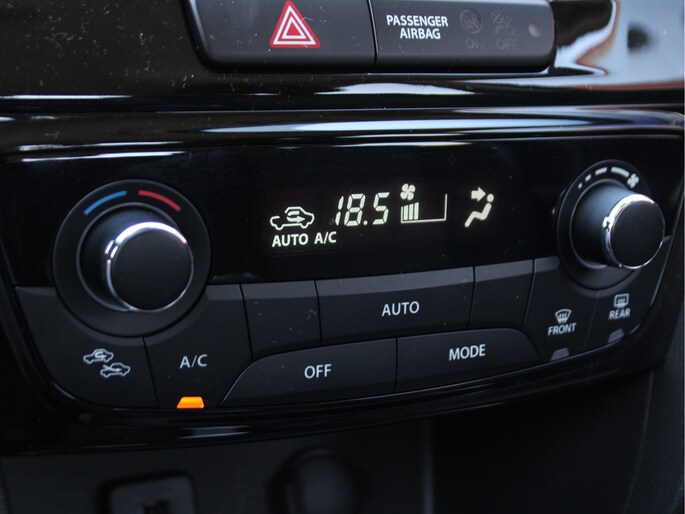 PASSENGER
AIRBAG
ON OFF
18.5
AUTO A/C
AUTO
A/C
OFF
MODE
FRONT
REAR